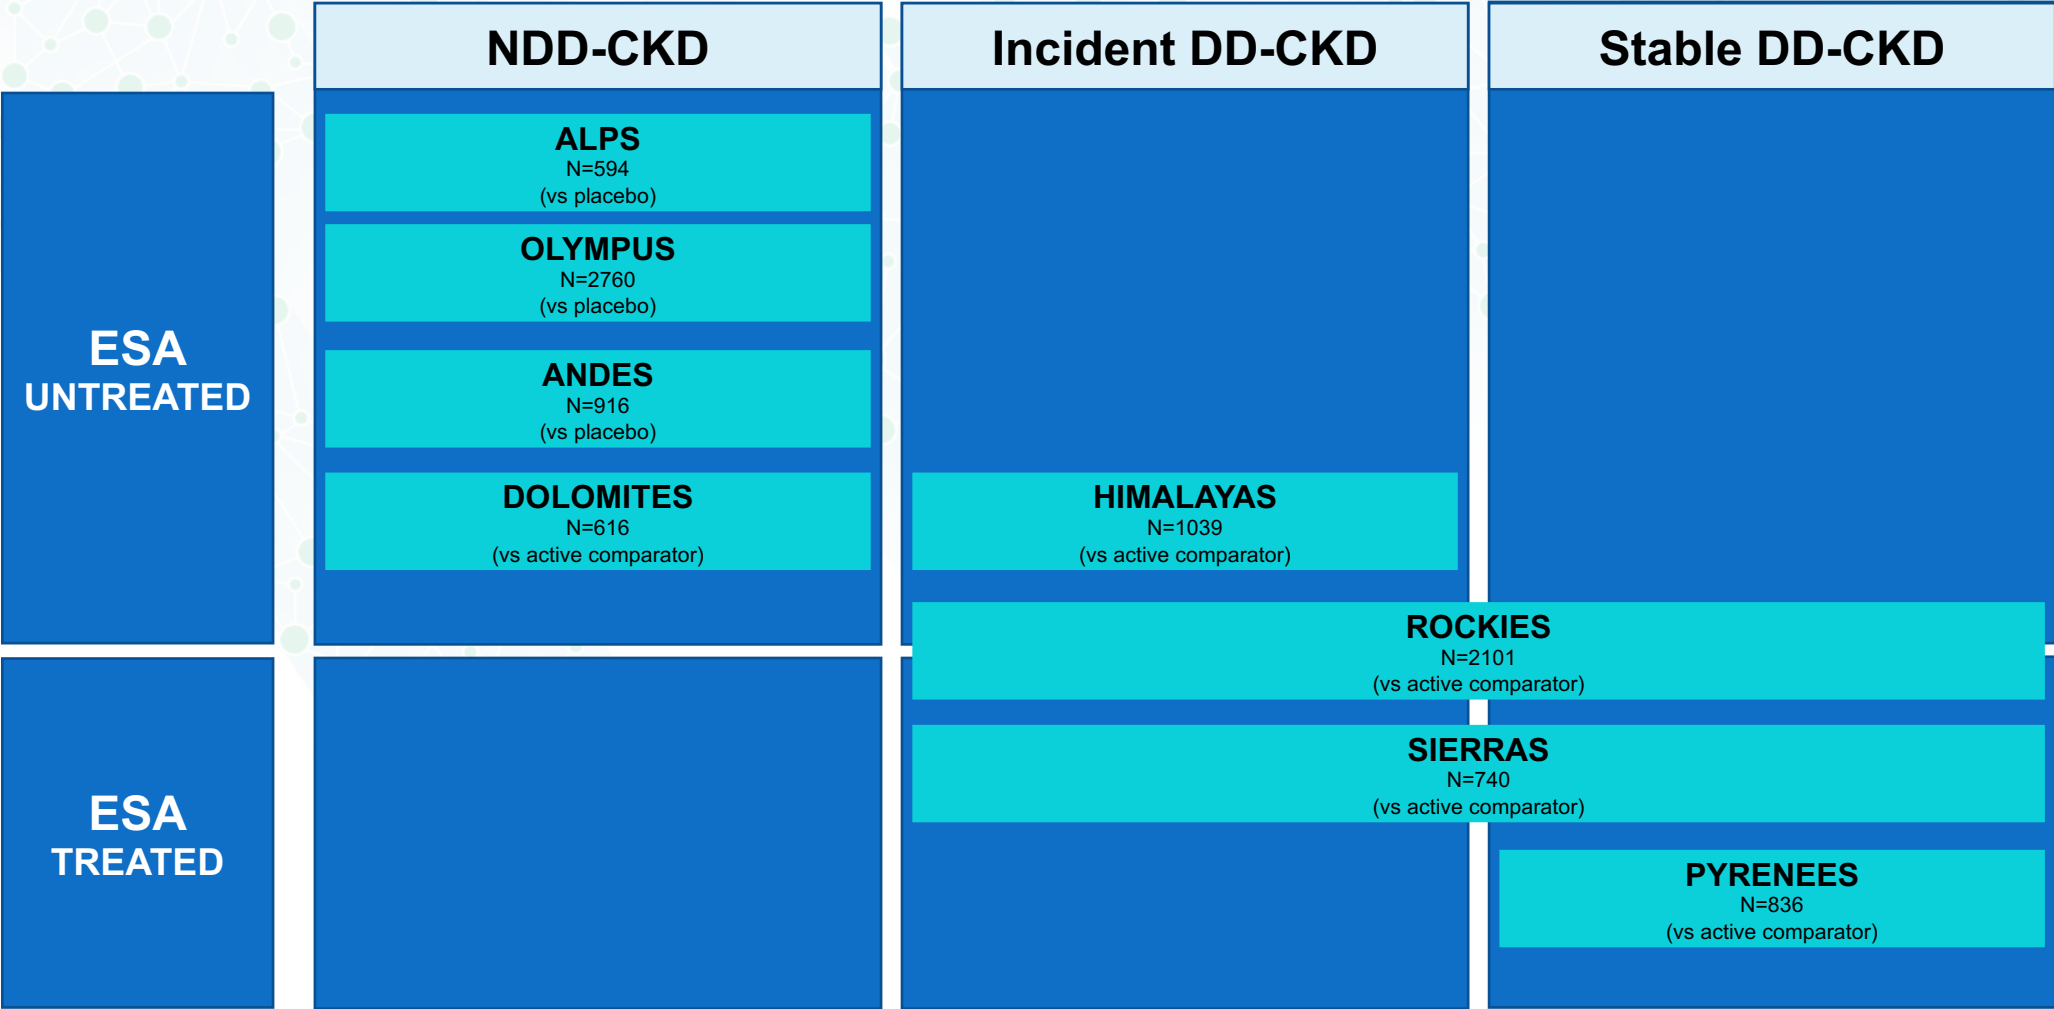 NDD-CKD
Incident DD-CKD
Stable DD-CKD
ESA
UNTREATED
ALPS
N=594
(vs placebo)
OLYMPUS
N=2760
(vs placebo)
ANDES
N=916
(vs placebo)
DOLOMITES
N=616
(vs active comparator)
HIMALAYAS
N=1039
(vs active comparator)
ROCKIES
N=2101
(vs active comparator)
ESA
TREATED
SIERRAS
N=740
(vs active comparator)
PYRENEES
N=836
(vs active comparator)